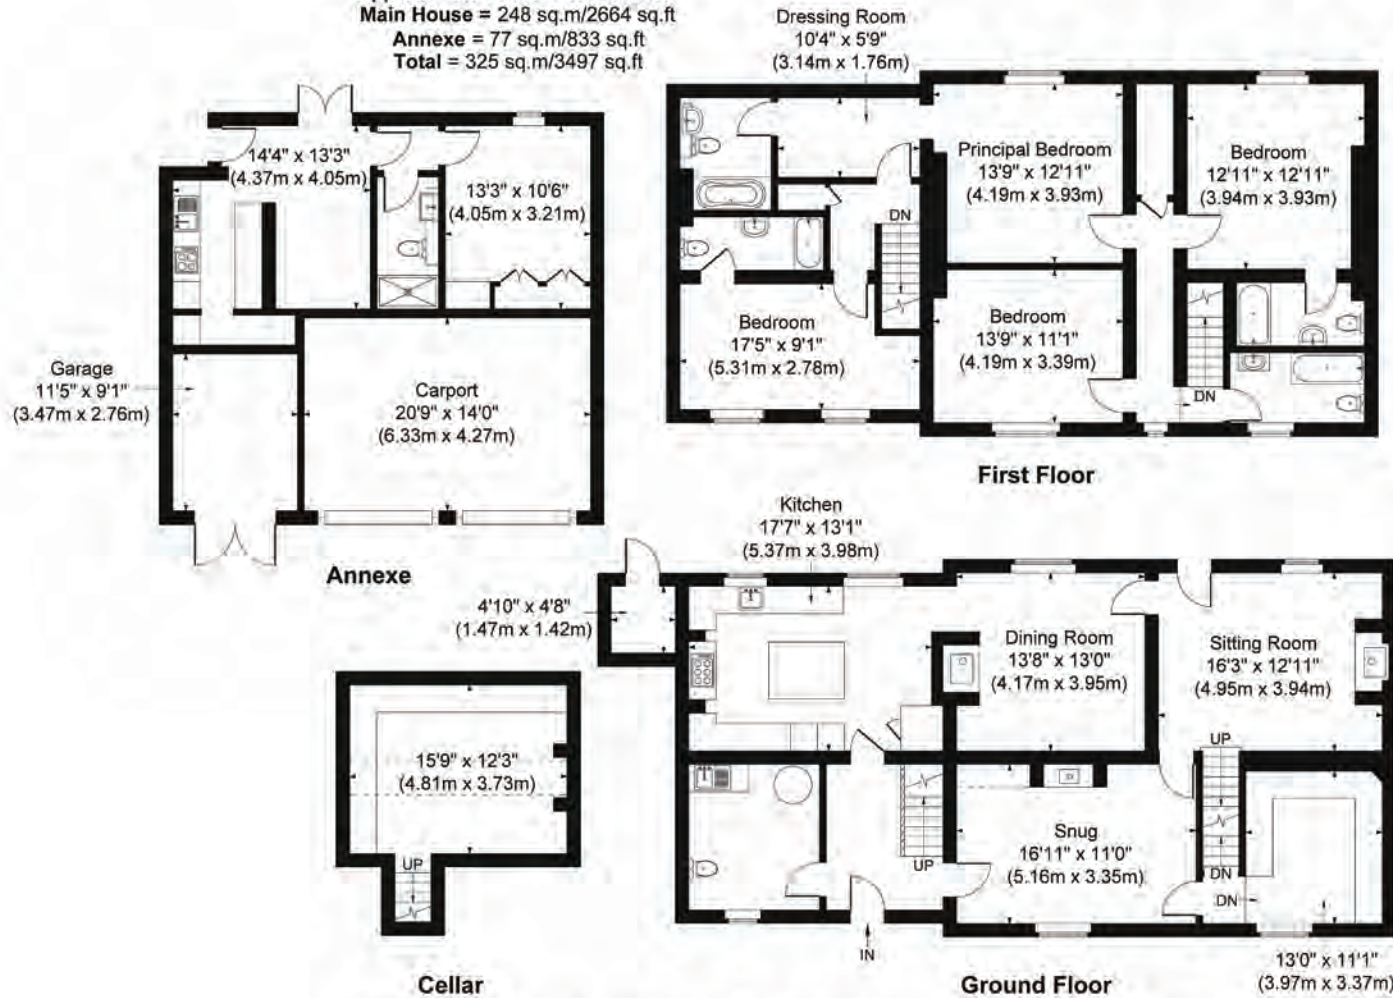 Main House = 248 sq.m/2664 sq.ft
Annexe = 77 sq.m/833 sq.ft
Total = 325 sq.m/3497 sq.ft
14'4" x 13'3"
(4.37m x 4.05m)
13'3" x 10'6"
(4.05m x 3.21m)
Garage
11'5" x 9'1"
(3.47m x 2.76m)
Carport
20'9" x 14'0"
(6.33m x 4.27m)
Annexe
Dressing Room
10'4" x 5'9"
(3.14m x 1.76m)
Principal Bedroom
13'9" x 12'11"
(4.19m x 3.93m)
Bedroom
12'11" x 12'11"
(3.94m x 3.93m)
DN
Bedroom
17'5" x 9'1"
(5.31m x 2.78m)
Bedroom
13'9" x 11'1"
(4.19m x 3.39m)
DN
First Floor
Kitchen
17'7" x 13'1"
(5.37m x 3.98m)
4'10" x 4'8"
(1.47m x 1.42m)
Dining Room
13'8" x 13'0"
(4.17m x 3.95m)
Sitting Room
16'3" x 12'11"
(4.95m x 3.94m)
UP
Snug
16'11" x 11'0"
(5.16m x 3.35m)
UP
DN
DN
IN
13'0" x 11'1"
(3.97m x 3.37m)
Ground Floor
15'9" x 12'3"
(4.81m x 3.73m)
UP
Cellar